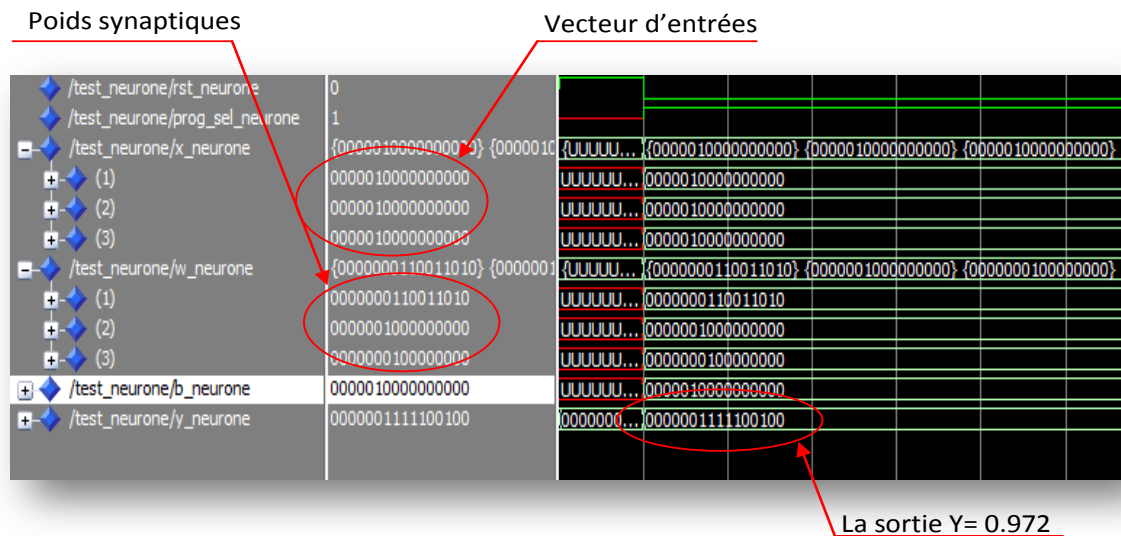 Poids synaptiques
Vecteur d'entrées
/test_neurone/rst_neurone 0
/test_neurone/prog_sel_neurone 1
/test_neurone/x_neurone {0000010000000000} {0000010 {UUUUU... {0000010000000000} {0000010000000000} {0000010000000000}
(1) 0000010000000000 UUUUUU... 0000010000000000
(2) 0000010000000000 UUUUUU... 0000010000000000
(3) 0000010000000000 UUUUUU... 0000010000000000
/test_neurone/w_neurone {0000000110011010} {0000001 {UUUUU... {0000000110011010} {0000001000000000} {0000000100000000}
(1) 0000000110011010 UUUUUU... 0000000110011010
(2) 0000001000000000 UUUUUU... 0000001000000000
(3) 0000000100000000 UUUUUU... 0000000100000000
/test_neurone/b_neurone 0000010000000000 UUUUUU... 0000010000000000
/test_neurone/y_neurone 0000001111100100 0000000... 0000001111100100
La sortie Y= 0.972